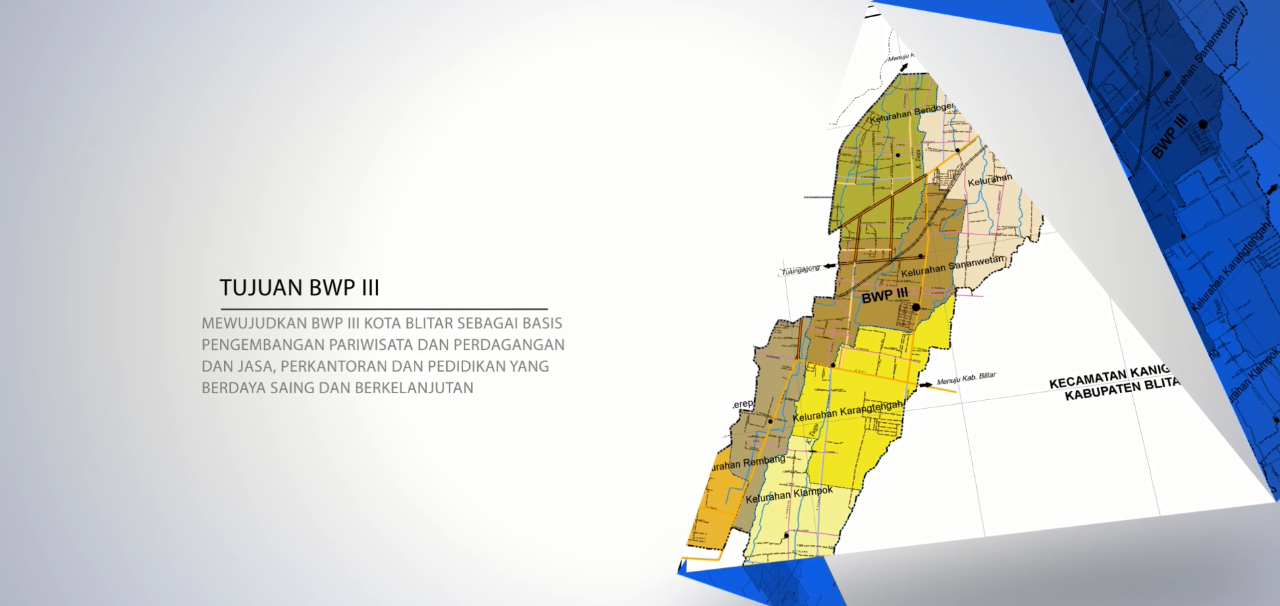 TUJUAN BWP III
MEWUJUDKAN BWP III KOTA BLITAR SEBAGAI BASIS
PENGEMBANGAN PARIWISATA DAN PERDAGANGAN
DAN JASA, PERKANTORAN DAN PEDIDIKAN YANG
BERDAYA SAING DAN BERKELANJUTAN
Menuju K
Kelurahan Bendoger
Kelurahan
Tulungagung
Kelurahan Sananwetan
BWP III
Menuju Kab. Blitar
KECAMATAN KANIG
KABUPATEN BLITA
erep
Kelurahan Karangtengah
urahan Rembang
Kelurahan Klampok
Kelurahan Sananwetan
BWP III
Kelurahan Karangtengah
urahan Klampok